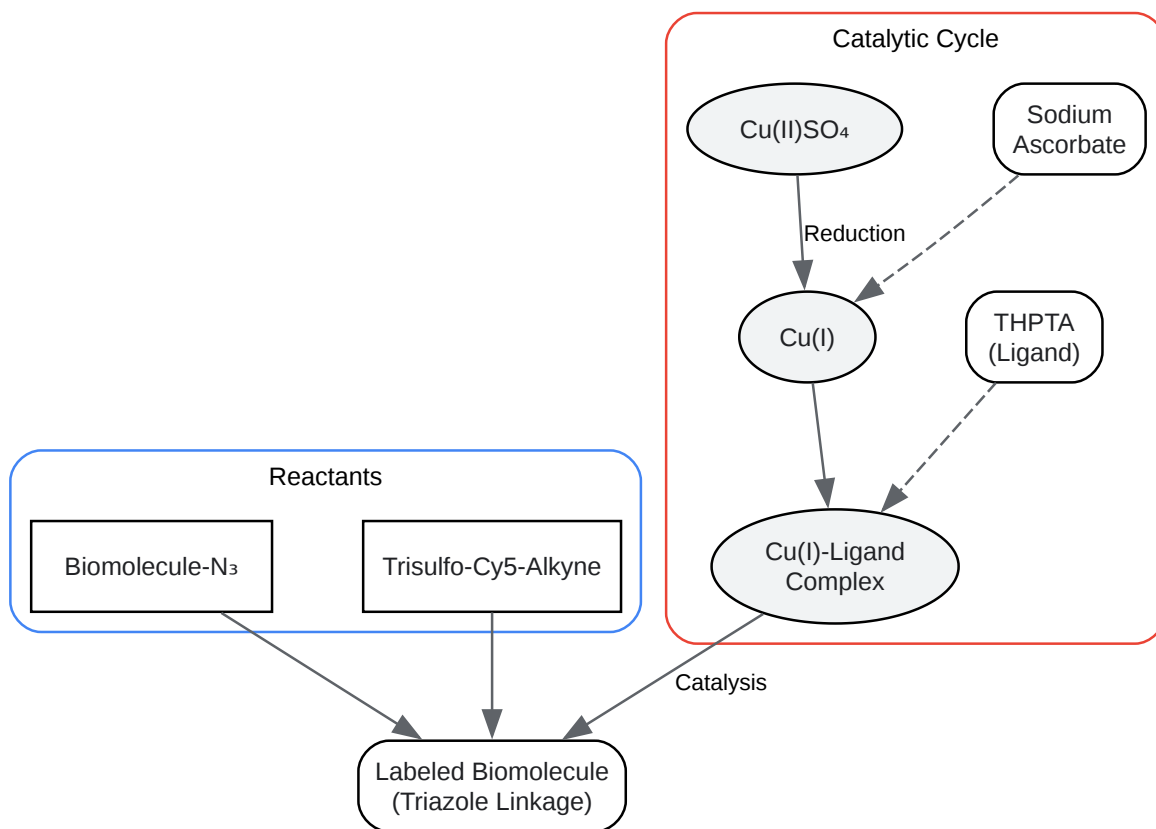 Catalytic Cycle
Cu(II)SO₄
Sodium
Ascorbate
Reduction
Cu(I)
THPTA
(Ligand)
Reactants
Biomolecule-N₃
Trisulfo-Cy5-Alkyne
Cu(I)-Ligand
Complex
Catalysis
Labeled Biomolecule
(Triazole Linkage)